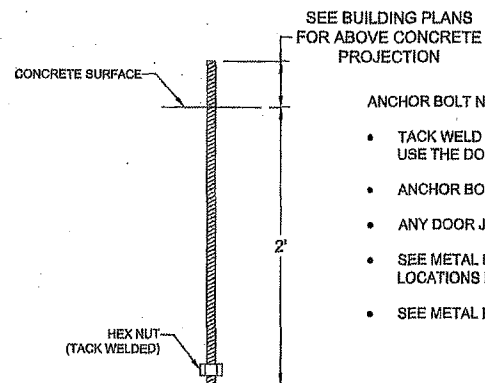 SEE BUILDING PLANS
FOR ABOVE CONCRETE
PROJECTION
CONCRETE SURFACE
ANCHOR BOLT N
• TACK WELD
USE THE DO
• ANCHOR BO
• ANY DOOR J
• SEE METAL
LOCATIONS
• SEE METAL
2'
HEX NUT
(TACK WELDED)